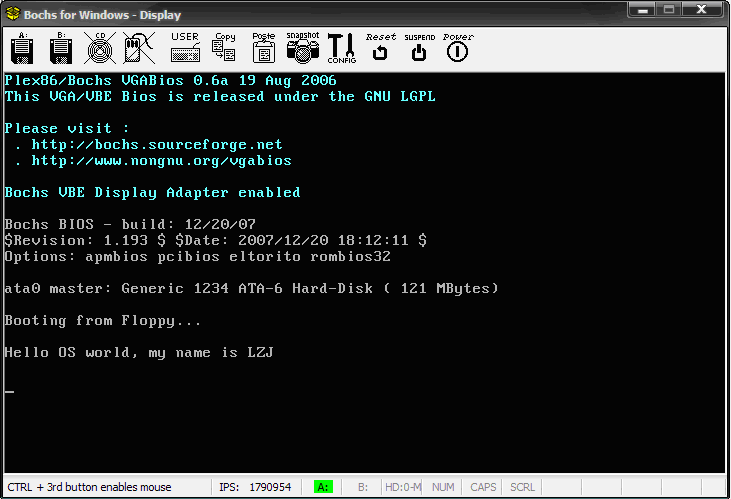 Bochs for Windows - Display
A: B: CD USER Copy Poste snapshot CONFIG Reset SUSPEND Power
Plex86/Bochs VGABios 0.6a 19 Aug 2006
This VGA/VBE Bios is released under the GNU LGPL
Please visit :
. http://bochs.sourceforge.net
. http://www.nongnu.org/vgabios
Bochs VBE Display Adapter enabled
Bochs BIOS - build: 12/20/07
$Revision: 1.193 $ $Date: 2007/12/20 18:12:11 $
Options: apmbios pcibios eltorito rombios32
ata0 master: Generic 1234 ATA-6 Hard-Disk ( 121 MBytes)
Booting from Floppy...
Hello OS world, my name is LZJ
_
CTRL + 3rd button enables mouse IPS: 1790954 A: B: HD:0-M NUM CAPS SCRL